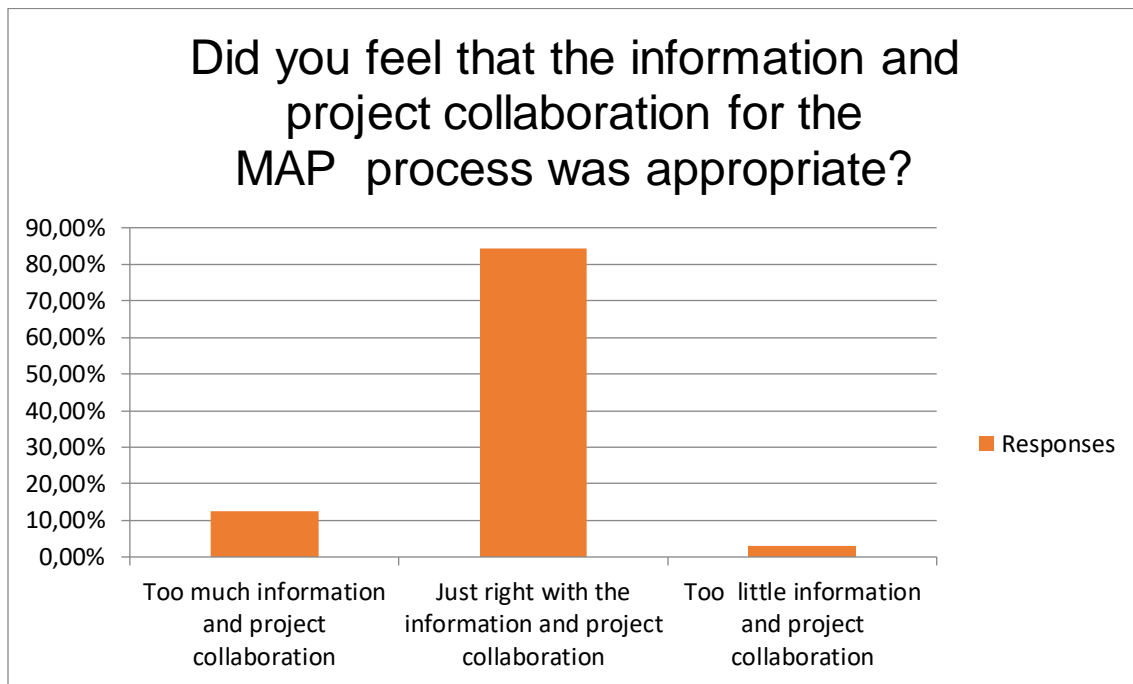 Did you feel that the information and
project collaboration for the
MAP  process was appropriate?
90,00%
80,00%
70,00%
60,00%
50,00%
40,00%
30,00%
20,00%
10,00%
0,00%
Too much information
and project
collaboration
Just right with the
information and project
collaboration
Too  little information
and project
collaboration
Responses